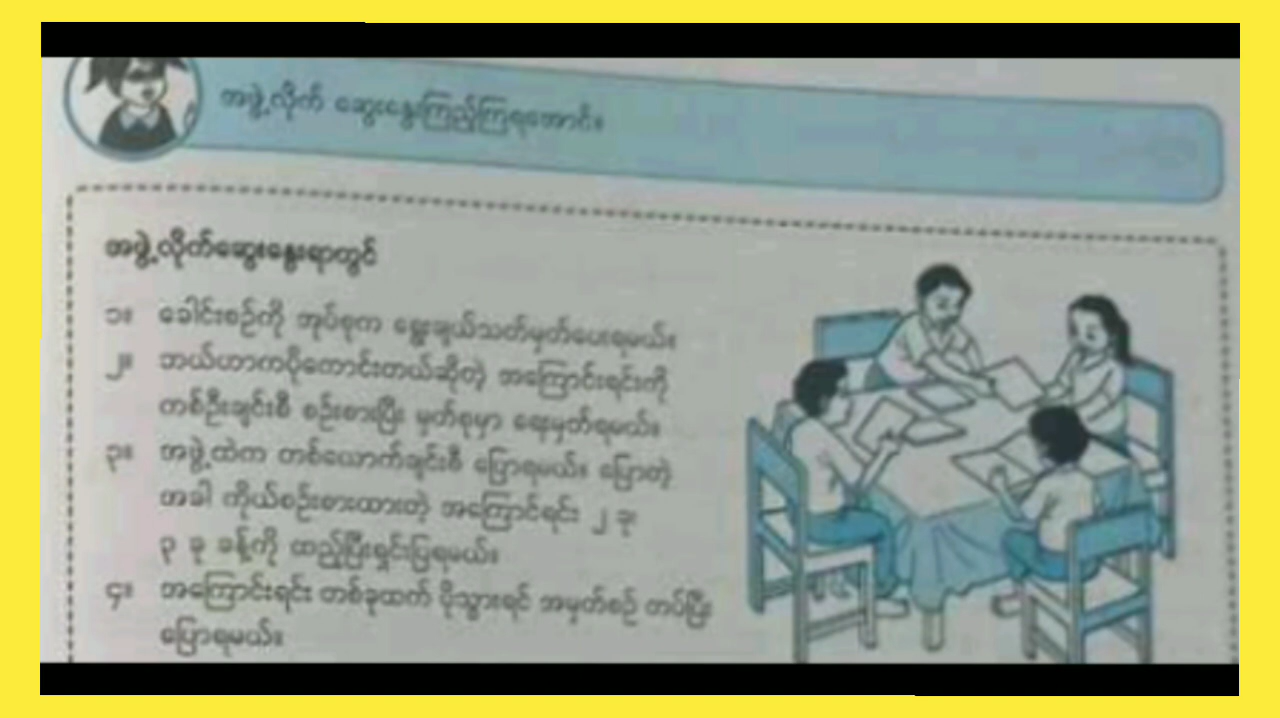 အဖွဲ့လိုက် ဆွေးနွေးကြည့်ကြရအောင်။
အဖွဲ့လိုက်ဆွေးနွေးရာတွင်
၁။ ခေါင်းစဉ်ကို အုပ်စုက ရွေးချယ်သတ်မှတ်ပေးရမယ်။
၂။ ဘယ်ဟာကပိုကောင်းတယ်ဆိုတဲ့ အကြောင်းရင်းကို
တစ်ဦးချင်းစီ စဉ်းစားပြီး မှတ်စုမှာ ရေးမှတ်ရမယ်။
၃။ အဖွဲ့ထဲက တစ်ယောက်ချင်းစီ ပြောရမယ်။ ပြောတဲ့
အခါ ကိုယ်စဉ်းစားထားတဲ့ အကြောင်ရင်း ၂ ခု၊
၃ ခု ခန့်ကို ထည့်ပြီးရှင်းပြရမယ်။
၄။ အကြောင်းရင်း တစ်ခုထက် ပိုသွားရင် အမှတ်စဉ် တပ်ပြီး
ပြောရမယ်။